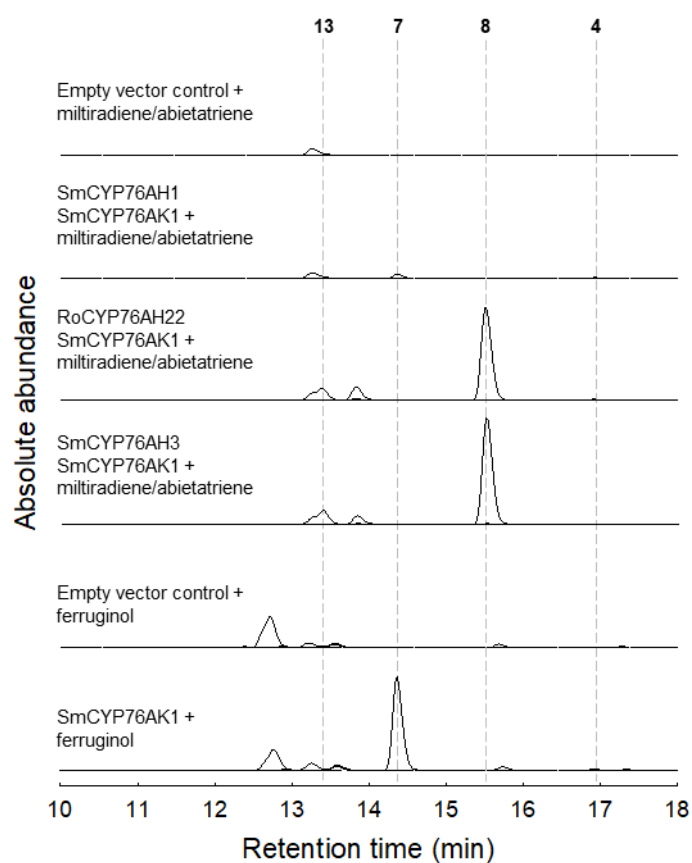 13 7 8 4
Empty vector control +
miltiradiene/abietatriene
SmCYP76AH1
SmCYP76AK1 +
miltiradiene/abietatriene
RoCYP76AH22
SmCYP76AK1 +
miltiradiene/abietatriene
SmCYP76AH3
SmCYP76AK1 +
miltiradiene/abietatriene
Empty vector control +
ferruginol
SmCYP76AK1 +
ferruginol
Absolute abundance
10 11 12 13 14 15 16 17 18
Retention time (min)